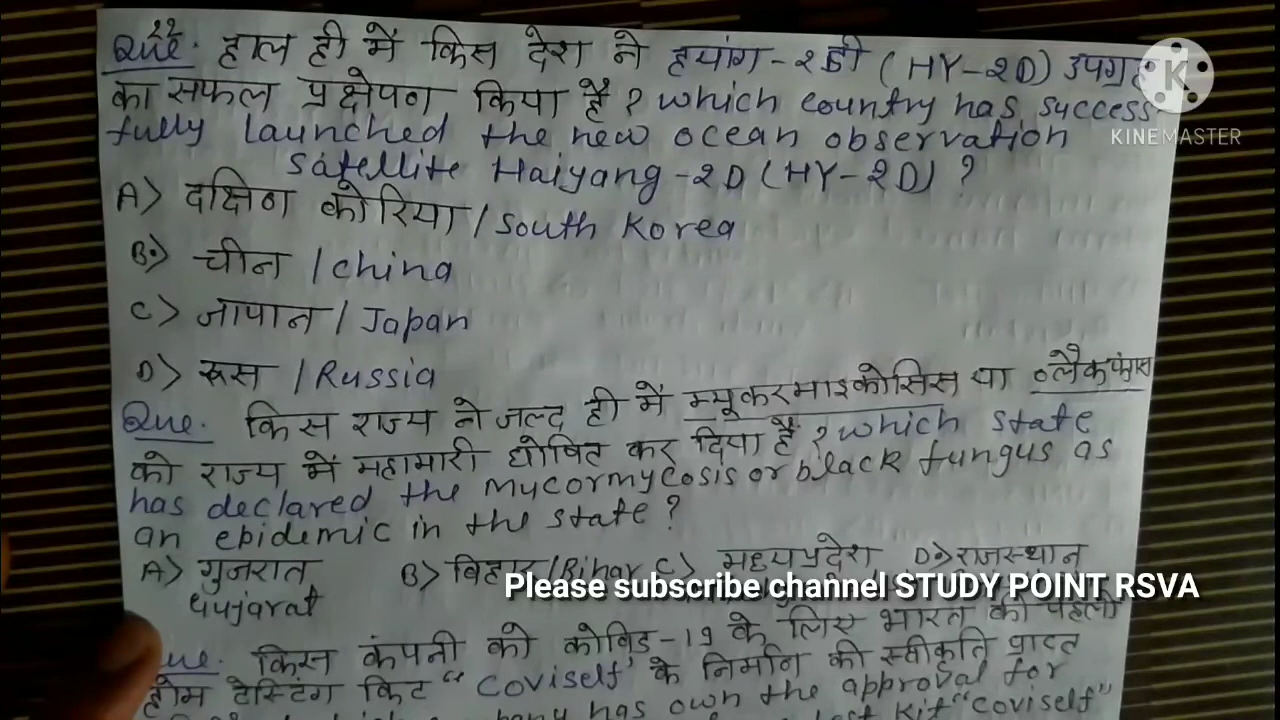 22
Que. हाल ही में किस देश ने हयांग-2डी (HY-2D) उपग्रह
का सफल प्रक्षेपण किया है? which country has success-
fully launched the new ocean observation
satellite Haiyang-2D (HY-2D) ?
A) दक्षिण कोरिया / South Korea
B) चीन / China
C) जापान / Japan
D) रूस / Russia
Que. किस राज्य ने जल्द ही में म्यूकरमाइकोसिस या ब्लैक फंगस
को राज्य में महामारी घोषित कर दिया है? which state
has declared the mucormycosis or black fungus as
an epidemic in the state?
A) गुजरात B) बिहार/Bihar C) मध्यप्रदेश D) राजस्थान
Gujarat
Please subscribe channel STUDY POINT RSVA
Que. किस कंपनी को कोविड-19 के लिए भारत की पहली
होम टेस्टिंग किट "coviself" के निर्माण की स्वीकृति प्राप्त
has own the approval for
Kit "coviself"
K
KINEMASTER